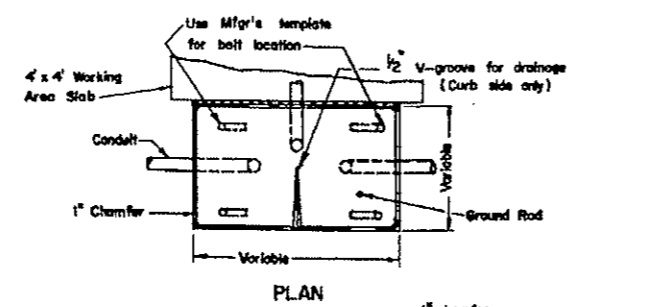 Use Mfgr's template
for bolt location
1/2" V-groove for drainage
(Curb side only)
4' x 4' Working
Area Slab
Conduit
Variable
1" Chamfer
Ground Rod
Variable
PLAN